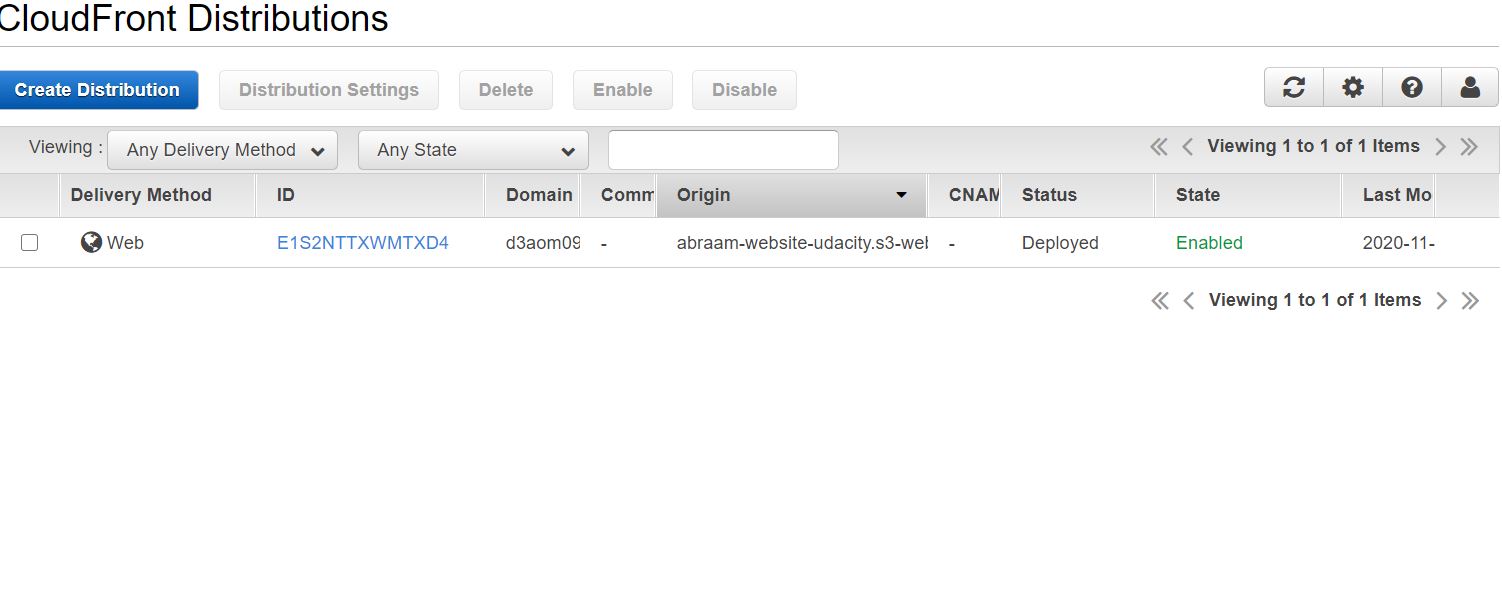 CloudFront Distributions
Create Distribution Distribution Settings Delete Enable Disable
Viewing : Any Delivery Method Any State Viewing 1 to 1 of 1 Items
Delivery Method ID Domain Comm Origin CNAM Status State Last Mo
Web E1S2NTTXWMTXD4 d3aom09 - abraam-website-udacity.s3-web - Deployed Enabled 2020-11-
Viewing 1 to 1 of 1 Items